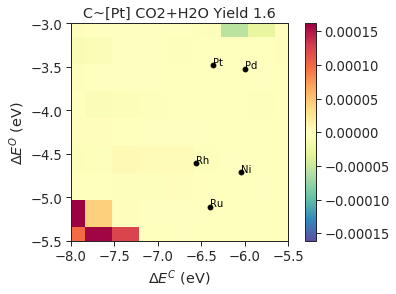 C~[Pt] CO2+H2O Yield 1.6
−3.0
−3.5
−4.0
−4.5
−5.0
−5.5
ΔE^O (eV)
Pt
Pd
Rh
Ni
Ru
−8.0 −7.5 −7.0 −6.5 −6.0 −5.5
ΔE^C (eV)
0.00015
0.00010
0.00005
0.00000
−0.00005
−0.00010
−0.00015